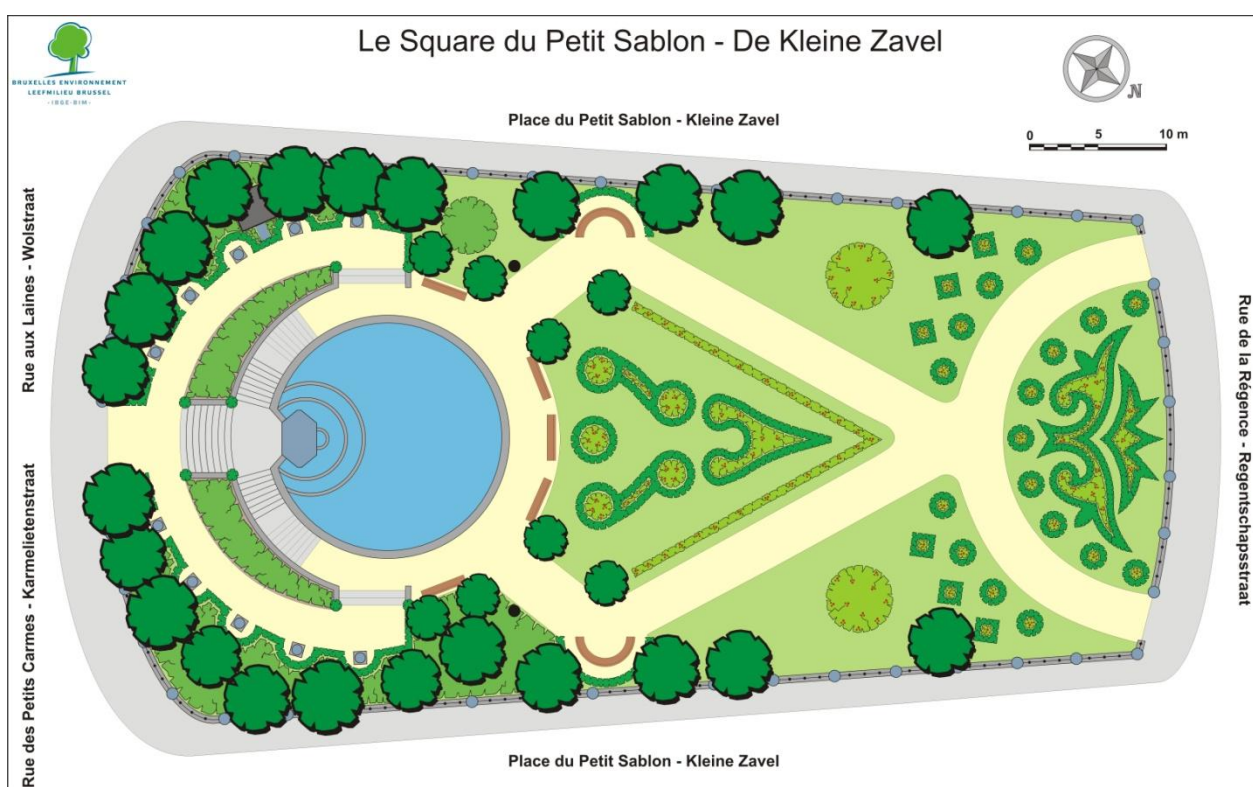 Le Square du Petit Sablon - De Kleine Zavel
BRUXELLES ENVIRONNEMENT
LEEFMILIEU BRUSSEL
- IBGE-BIM -
N
0 5 10 m
Place du Petit Sablon - Kleine Zavel
Rue aux Laines - Wolstraat
Rue des Petits Carmes - Karmelietenstraat
Rue de la Régence - Regentschapsstraat
Place du Petit Sablon - Kleine Zavel